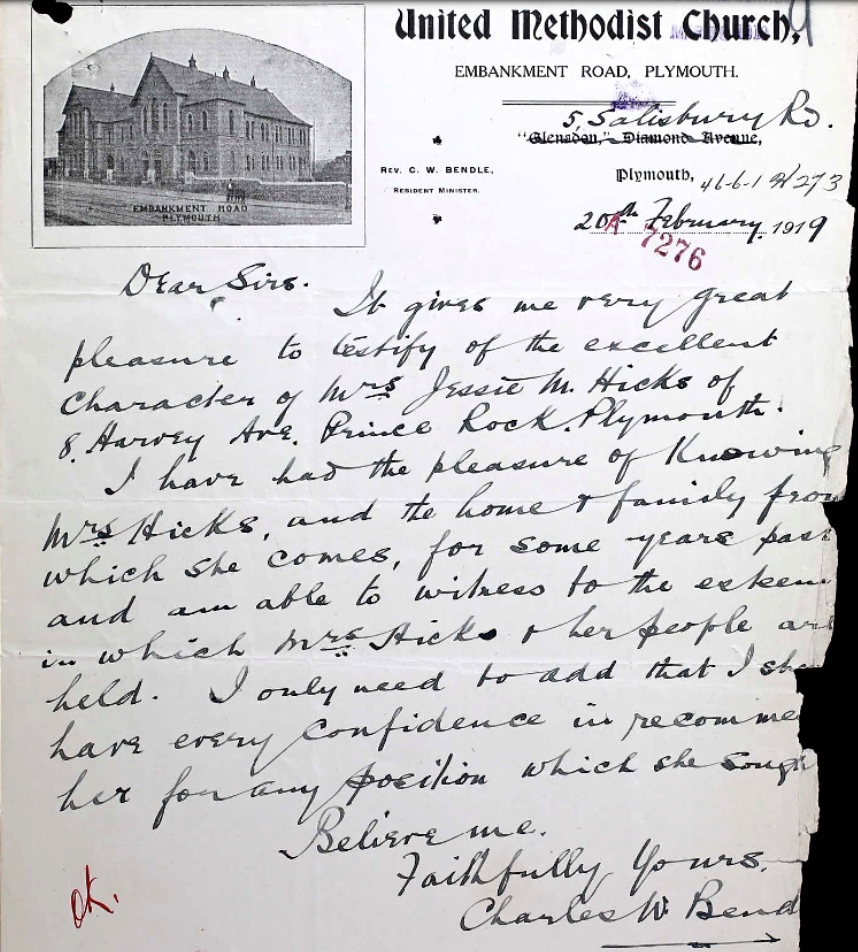 United Methodist Church,
EMBANKMENT ROAD, PLYMOUTH.
5, Salisbury Rd.
"Glenadon," Diamond Avenue,
REV. C. W. BENDLE,
RESIDENT MINISTER.
EMBANKMENT ROAD
PLYMOUTH
Plymouth, 46-6-1 W273
20th February 1919
A 7276
Dear Sirs.
It gives me very great
pleasure to testify of the excellent
Character of Mrs Jessie M. Hicks of
8. Harvey Ave. Prince Rock. Plymouth.
I have had the pleasure of Knowing
Mrs Hicks, and the home & family from
which she comes, for some years past
and am able to witness to the esteem
in which Mrs Hicks & her people are
held. I only need to add that I sho
have every confidence in recomme
her for any position which she sough
Believe me.
Faithfully Yours.
Charles W. Bend
OK.